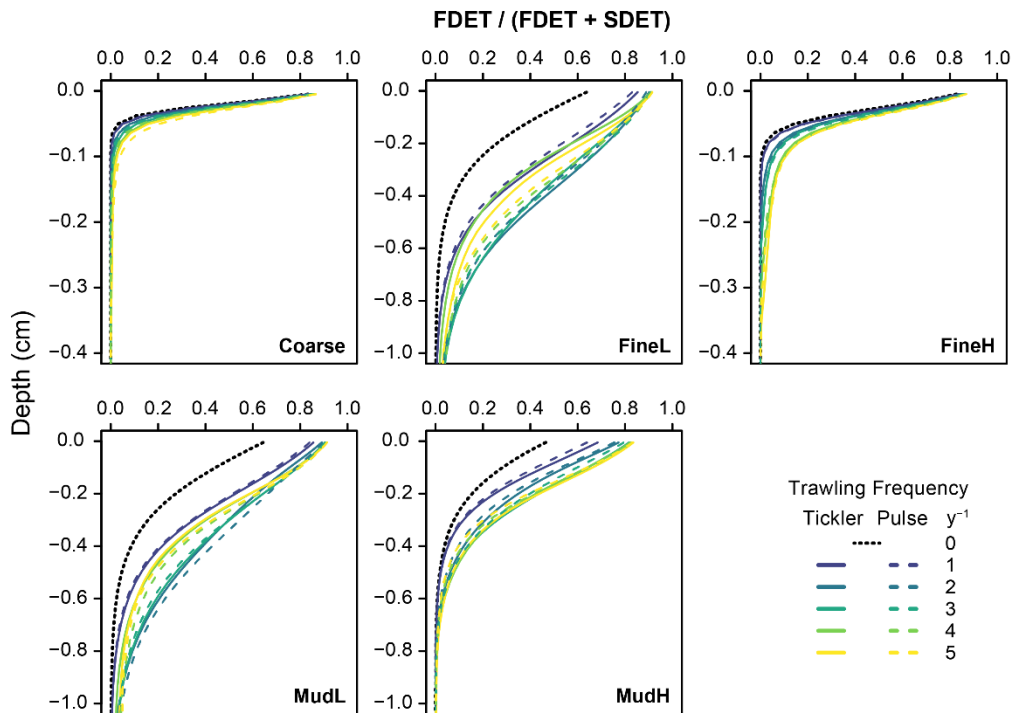 FDET / (FDET + SDET)
0.0 0.2 0.4 0.6 0.8 1.0
0.0 0.2 0.4 0.6 0.8 1.0
0.0 0.2 0.4 0.6 0.8 1.0
0.0
−0.1
−0.2
−0.3
−0.4
Coarse
0.0
−0.2
−0.4
−0.6
−0.8
−1.0
FineL
0.0
−0.1
−0.2
−0.3
−0.4
FineH
Depth (cm)
0.0 0.2 0.4 0.6 0.8 1.0
0.0 0.2 0.4 0.6 0.8 1.0
0.0
−0.2
−0.4
−0.6
−0.8
−1.0
MudL
0.0
−0.2
−0.4
−0.6
−0.8
−1.0
MudH
Trawling Frequency
Tickler Pulse y⁻¹
0
1
2
3
4
5